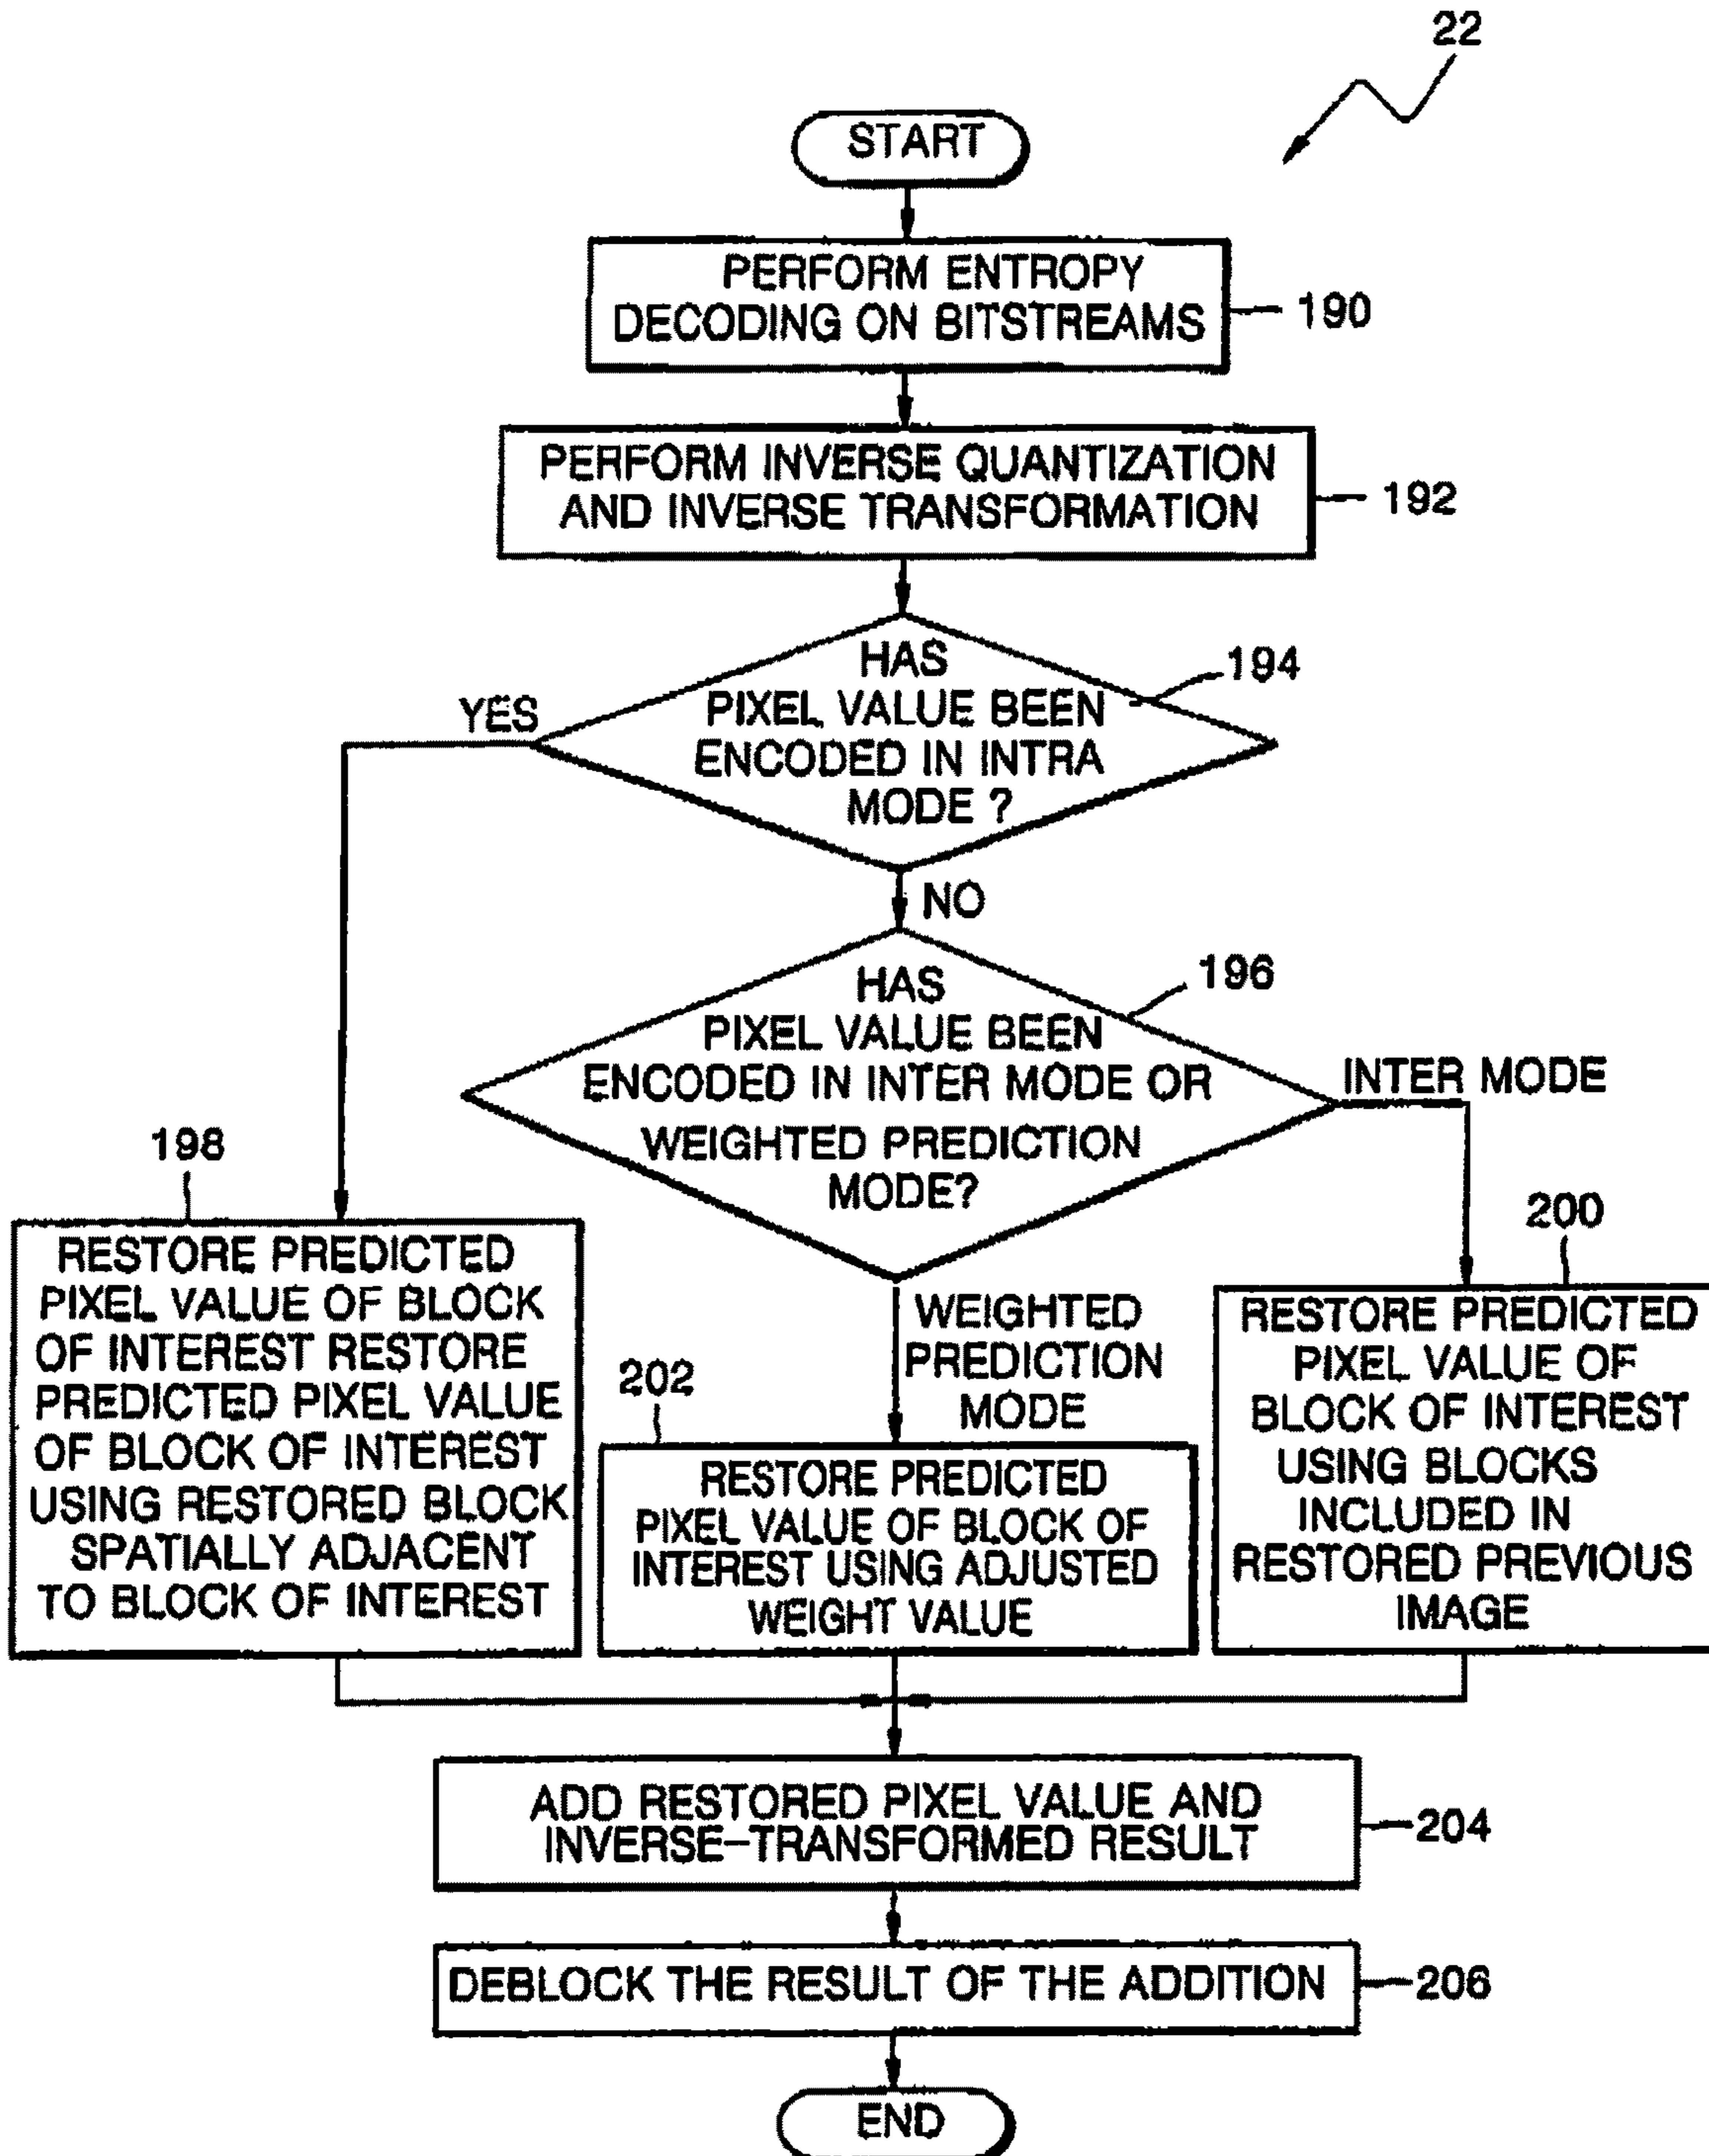 22
START
PERFORM ENTROPY
DECODING ON BITSTREAMS
190
PERFORM INVERSE QUANTIZATION
AND INVERSE TRANSFORMATION
192
HAS
PIXEL VALUE BEEN
ENCODED IN INTRA
MODE ?
194
YES
NO
HAS
PIXEL VALUE BEEN
ENCODED IN INTER MODE OR
WEIGHTED PREDICTION
MODE?
196
INTER MODE
WEIGHTED
PREDICTION
MODE
198
RESTORE PREDICTED
PIXEL VALUE OF BLOCK
OF INTEREST RESTORE
PREDICTED PIXEL VALUE
OF BLOCK OF INTEREST
USING RESTORED BLOCK
SPATIALLY ADJACENT
TO BLOCK OF INTEREST
202
RESTORE PREDICTED
PIXEL VALUE OF BLOCK OF
INTEREST USING ADJUSTED
WEIGHT VALUE
200
RESTORE PREDICTED
PIXEL VALUE OF
BLOCK OF INTEREST
USING BLOCKS
INCLUDED IN
RESTORED PREVIOUS
IMAGE
ADD RESTORED PIXEL VALUE AND
INVERSE-TRANSFORMED RESULT
204
DEBLOCK THE RESULT OF THE ADDITION
206
END